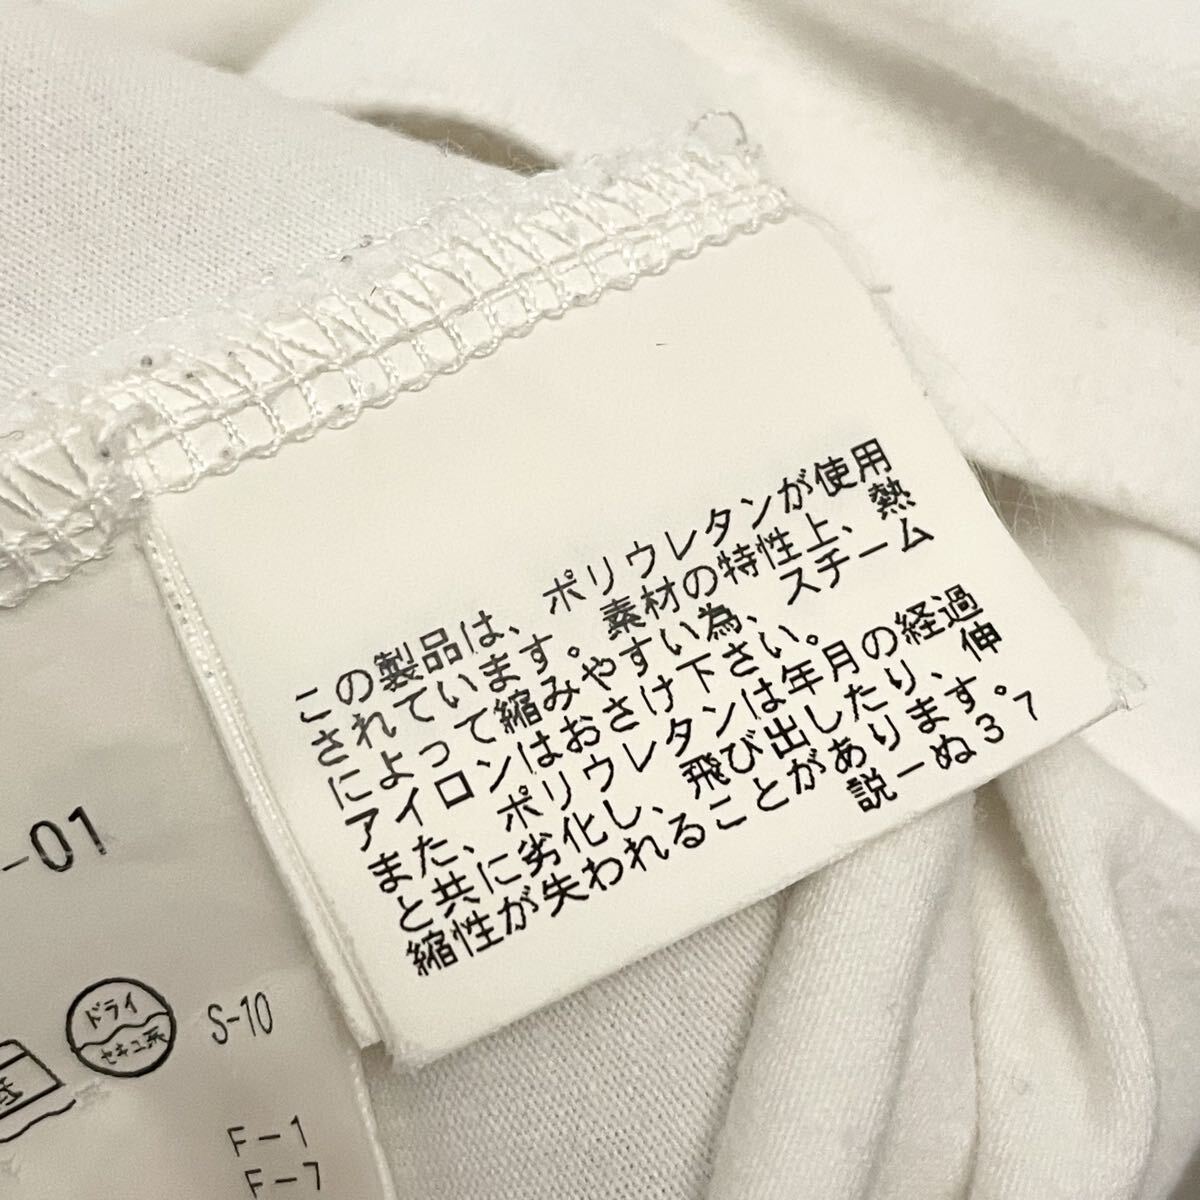 この製品は、ポリウレタンが使用
されています。素材の特性上、熱
によって縮みやすい為、スチーム
アイロンはおさけ下さい。
また、ポリウレタンは年月の経過
と共に劣化し、飛び出したり、伸
縮性が失われることがあります。
説－ぬ37
-01
ドライ
セキユ系
S-10
F-1
F-7